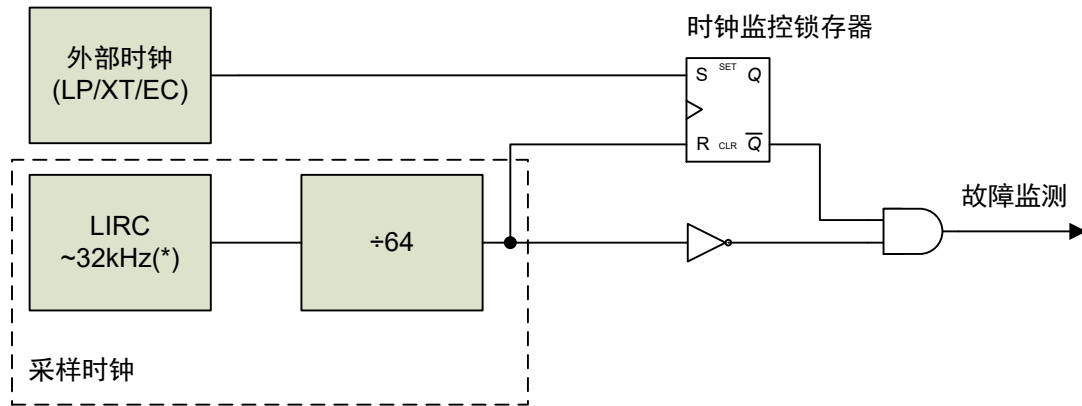 外部时钟
(LP/XT/EC)
时钟监控锁存器
S SET Q
R CLR Q̅
LIRC
~32kHz(*)
÷64
故障监测
采样时钟